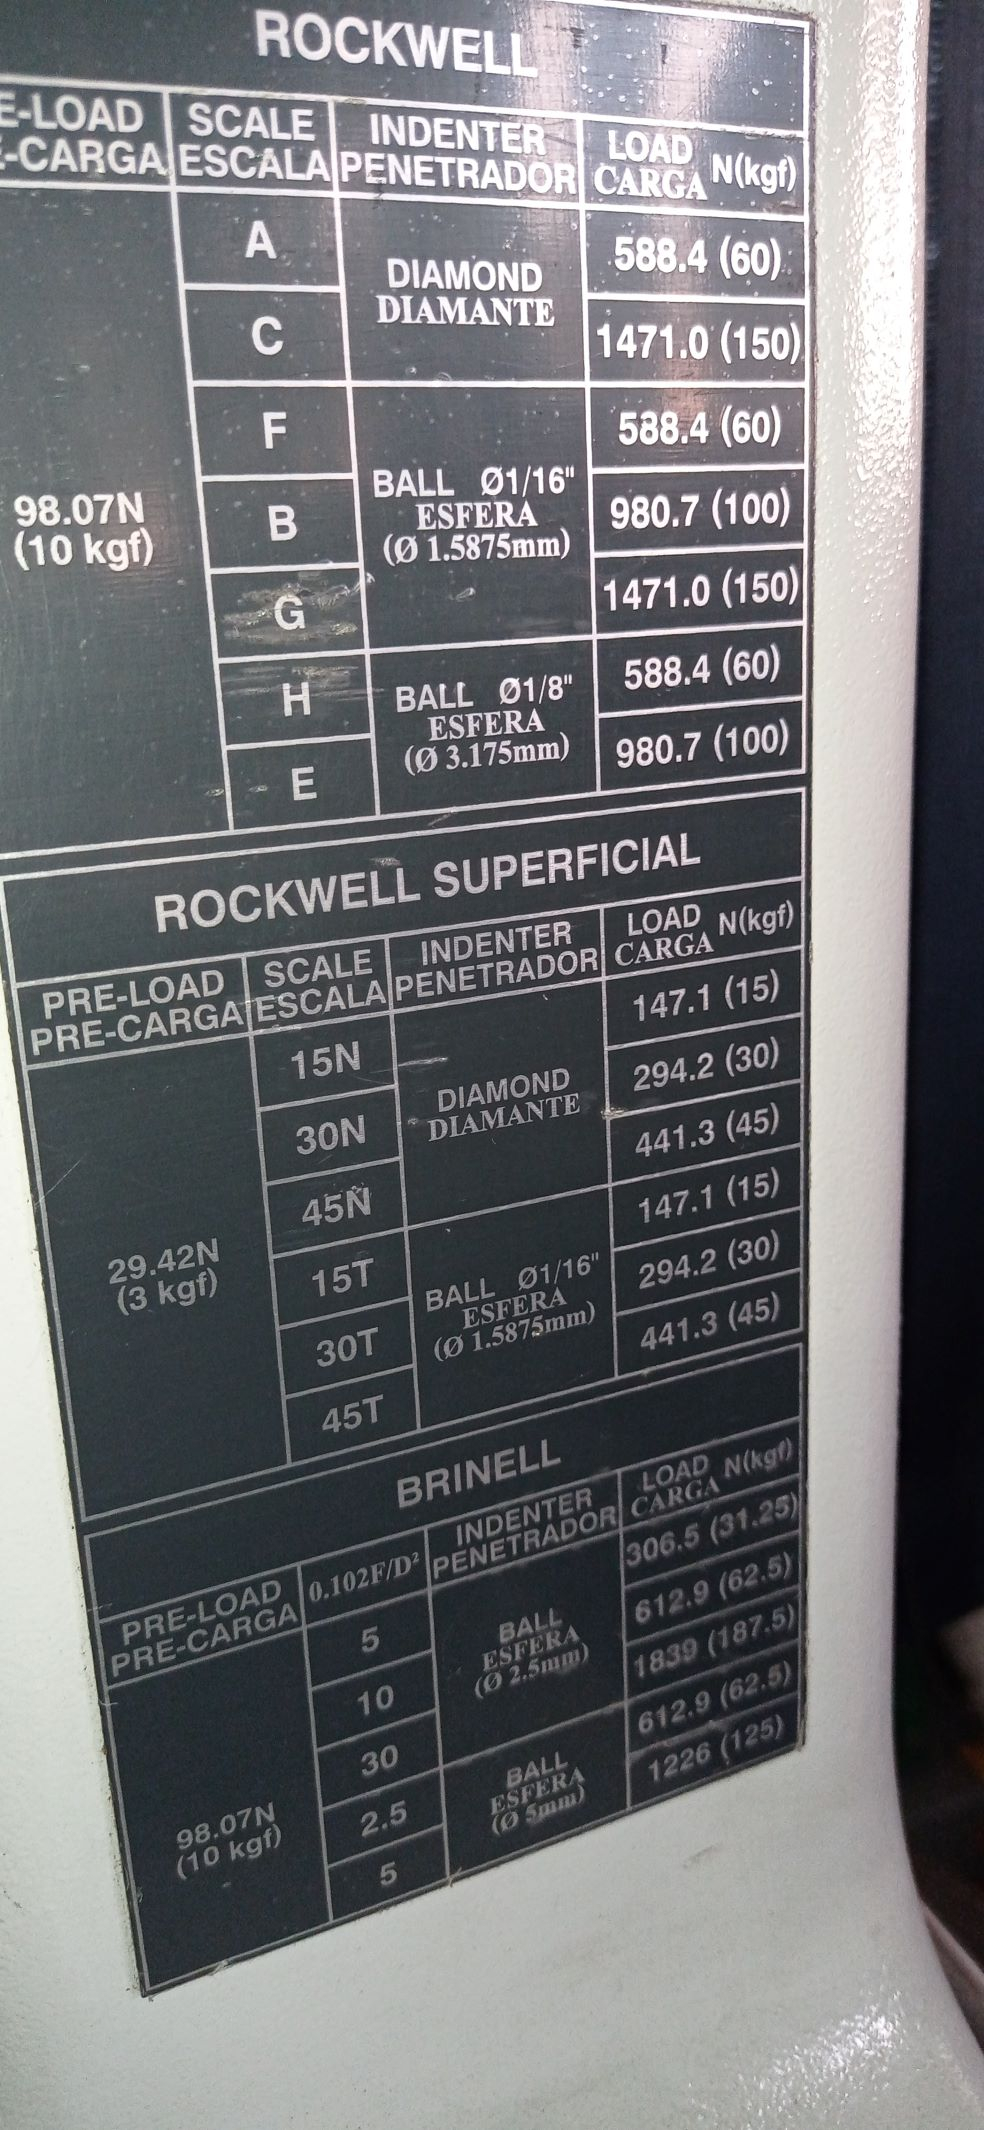 ROCKWELL
E-LOAD
E-CARGA
SCALE
ESCALA
INDENTER
PENETRADOR
LOAD
CARGA
N(kgf)
98.07N
(10 kgf)
A
DIAMOND
DIAMANTE
588.4 (60)
C
1471.0 (150)
F
BALL Ø1/16"
ESFERA
(Ø 1.5875mm)
588.4 (60)
B
980.7 (100)
G
1471.0 (150)
H
BALL Ø1/8"
ESFERA
(Ø 3.175mm)
588.4 (60)
E
980.7 (100)
ROCKWELL SUPERFICIAL
PRE-LOAD
PRE-CARGA
SCALE
ESCALA
INDENTER
PENETRADOR
LOAD
CARGA
N(kgf)
29.42N
(3 kgf)
15N
DIAMOND
DIAMANTE
147.1 (15)
30N
294.2 (30)
45N
441.3 (45)
15T
BALL Ø1/16"
ESFERA
(Ø 1.5875mm)
147.1 (15)
30T
294.2 (30)
45T
441.3 (45)
BRINELL
PRE-LOAD
PRE-CARGA
0.102F/D²
INDENTER
PENETRADOR
LOAD
CARGA
N(kgf)
98.07N
(10 kgf)
5
BALL
ESFERA
(Ø 2.5mm)
306.5 (31.25)
10
612.9 (62.5)
30
1839 (187.5)
2.5
BALL
ESFERA
(Ø 5mm)
612.9 (62.5)
5
1226 (125)